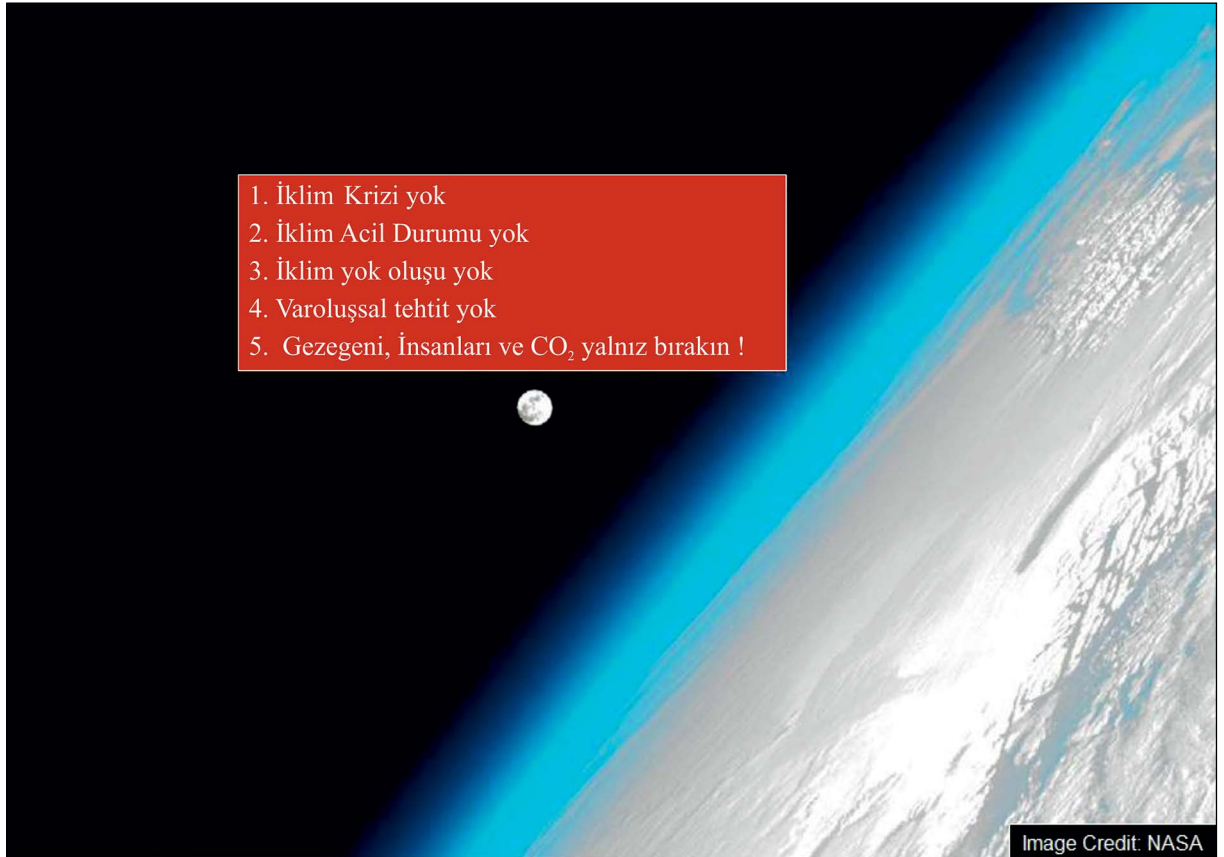 1. İklim Krizi yok
2. İklim Acil Durumu yok
3. İklim yok oluşu yok
4. Varoluşsal tehtit yok
5. Gezegeni, İnsanları ve CO₂ yalnız bırakın !
Image Credit: NASA